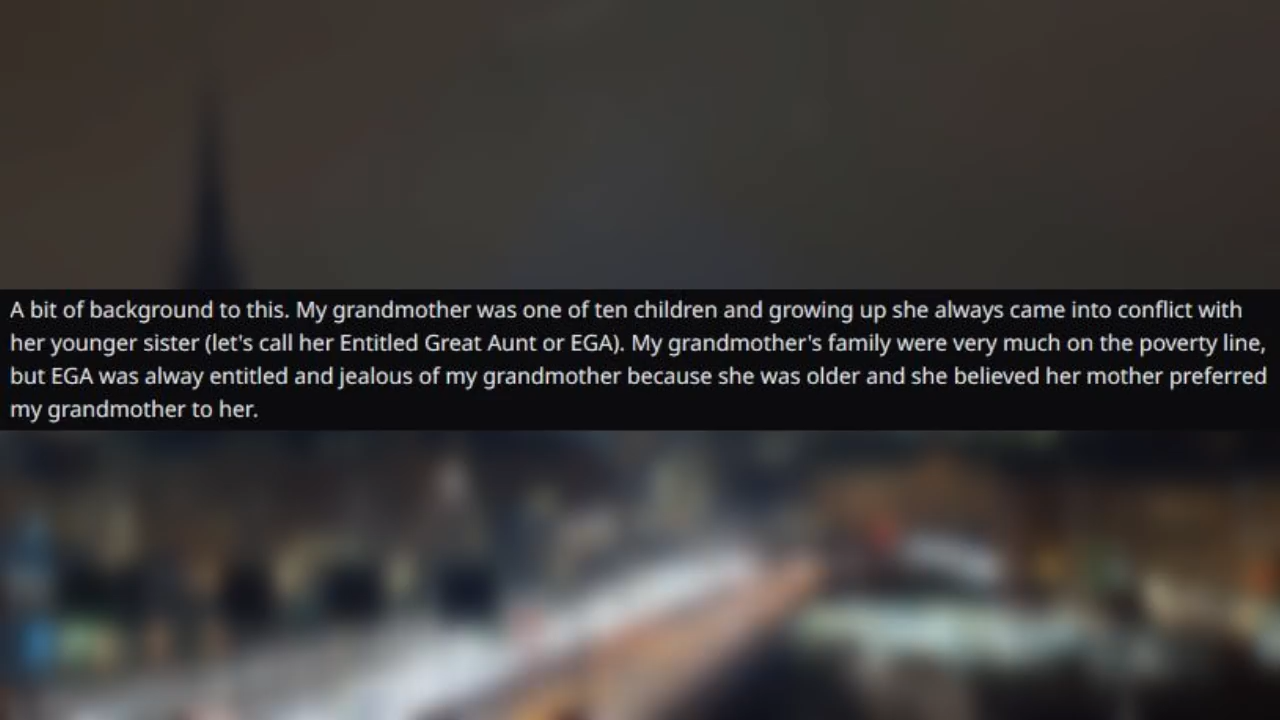 A bit of background to this. My grandmother was one of ten children and growing up she always came into conflict with
her younger sister (let's call her Entitled Great Aunt or EGA). My grandmother's family were very much on the poverty line,
but EGA was alway entitled and jealous of my grandmother because she was older and she believed her mother preferred
my grandmother to her.